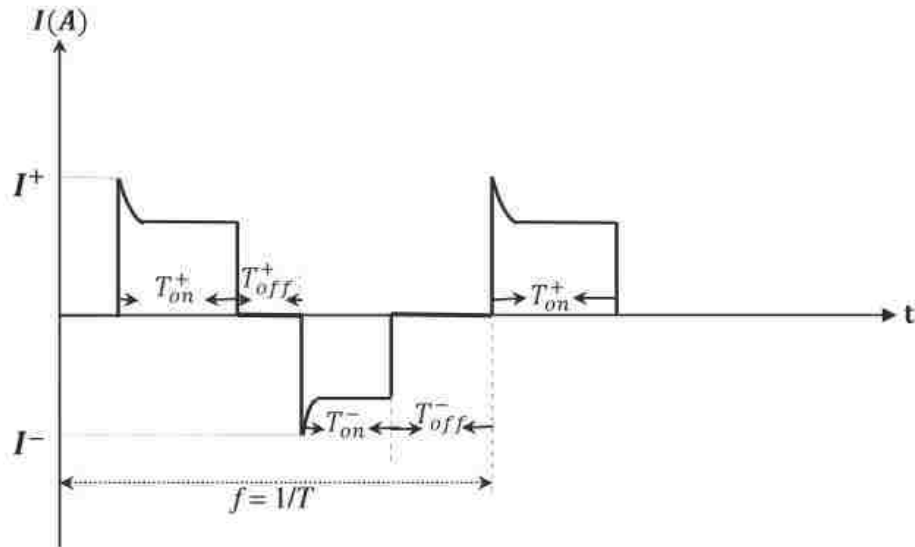 I(A)
I⁺
T⁺on
T⁺off
T⁺on
t
I⁻
T⁻on
T⁻off
f = 1/T